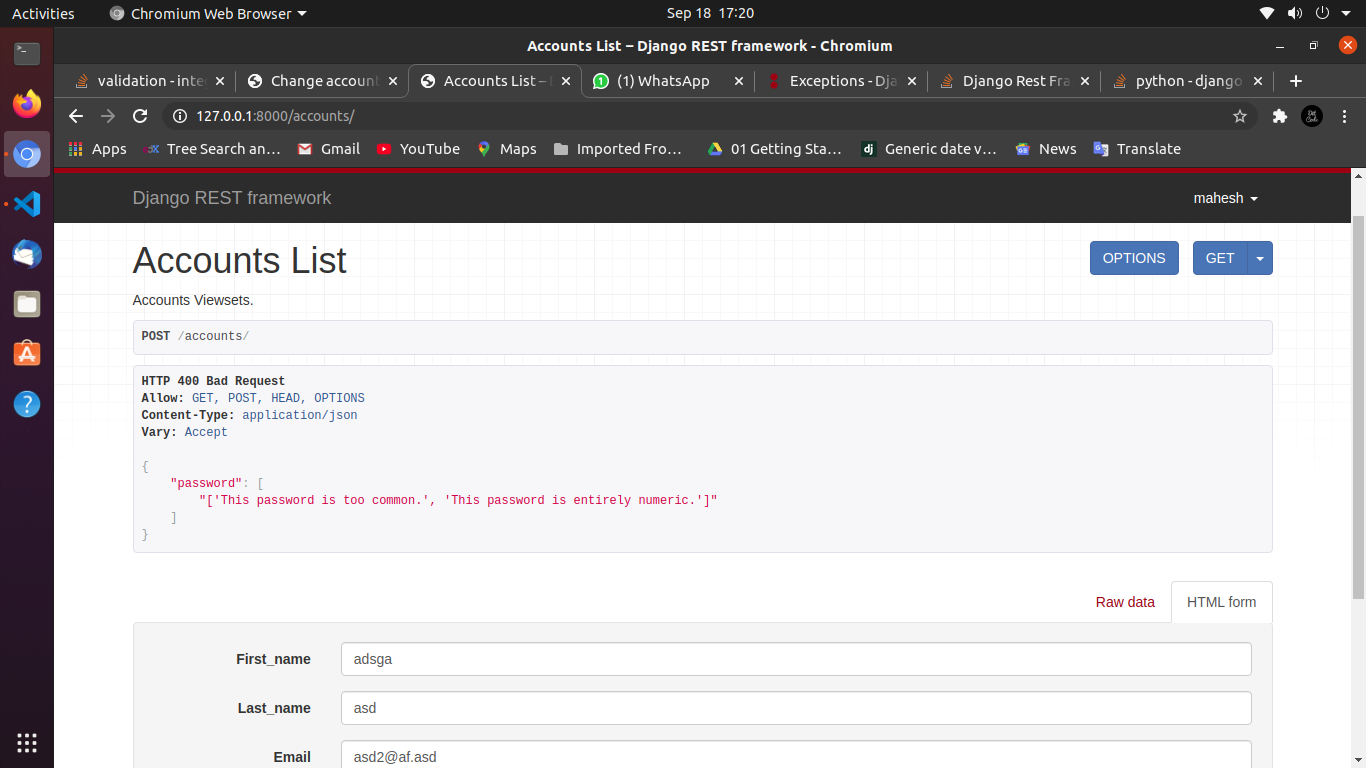 Activities Chromium Web Browser Sep 18 17:20
Accounts List – Django REST framework - Chromium
validation - inte Change accoun Accounts List – (1) WhatsApp Exceptions - Dja Django Rest Fra python - django
127.0.0.1:8000/accounts/
Apps Tree Search an… Gmail YouTube Maps Imported Fro… 01 Getting Sta… Generic date v… News Translate
Django REST framework mahesh
Accounts List OPTIONS GET
Accounts Viewsets.
POST /accounts/
HTTP 400 Bad Request
Allow: GET, POST, HEAD, OPTIONS
Content-Type: application/json
Vary: Accept
{
"password": [
"['This password is too common.', 'This password is entirely numeric.']"
]
}
Raw data HTML form
First_name adsga
Last_name asd
Email asd2@af.asd